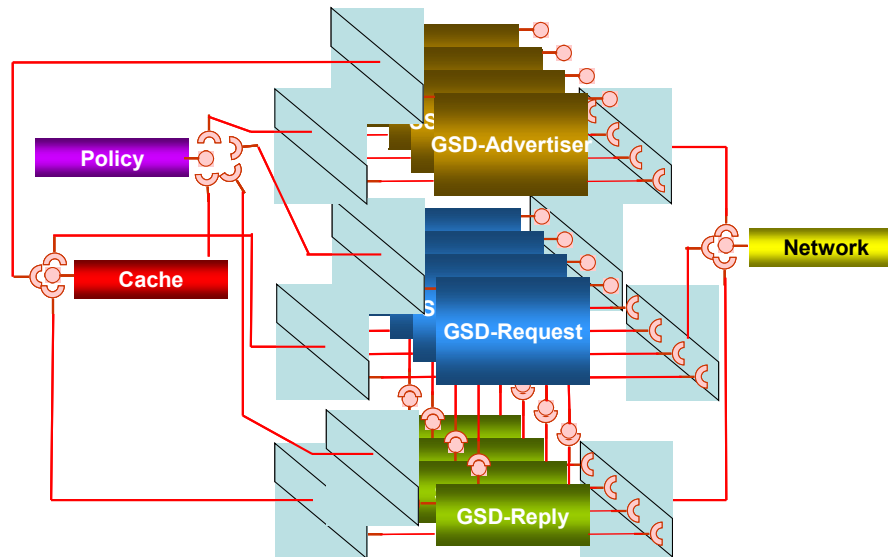 GSD-Advertiser
Policy
Network
Cache
GSD-Request
GSD-Reply